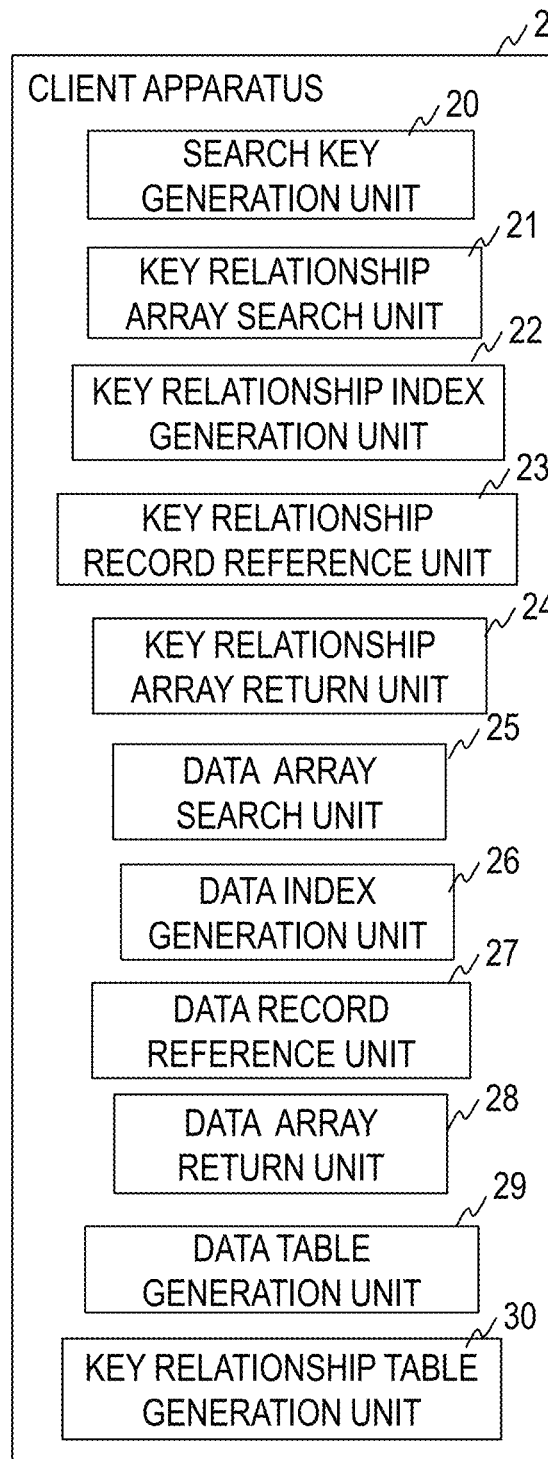 2
CLIENT APPARATUS
20
SEARCH KEY
GENERATION UNIT
21
KEY RELATIONSHIP
ARRAY SEARCH UNIT
22
KEY RELATIONSHIP INDEX
GENERATION UNIT
23
KEY RELATIONSHIP
RECORD REFERENCE UNIT
24
KEY RELATIONSHIP
ARRAY RETURN UNIT
25
DATA ARRAY
SEARCH UNIT
26
DATA INDEX
GENERATION UNIT
27
DATA RECORD
REFERENCE UNIT
28
DATA ARRAY
RETURN UNIT
29
DATA TABLE
GENERATION UNIT
30
KEY RELATIONSHIP TABLE
GENERATION UNIT